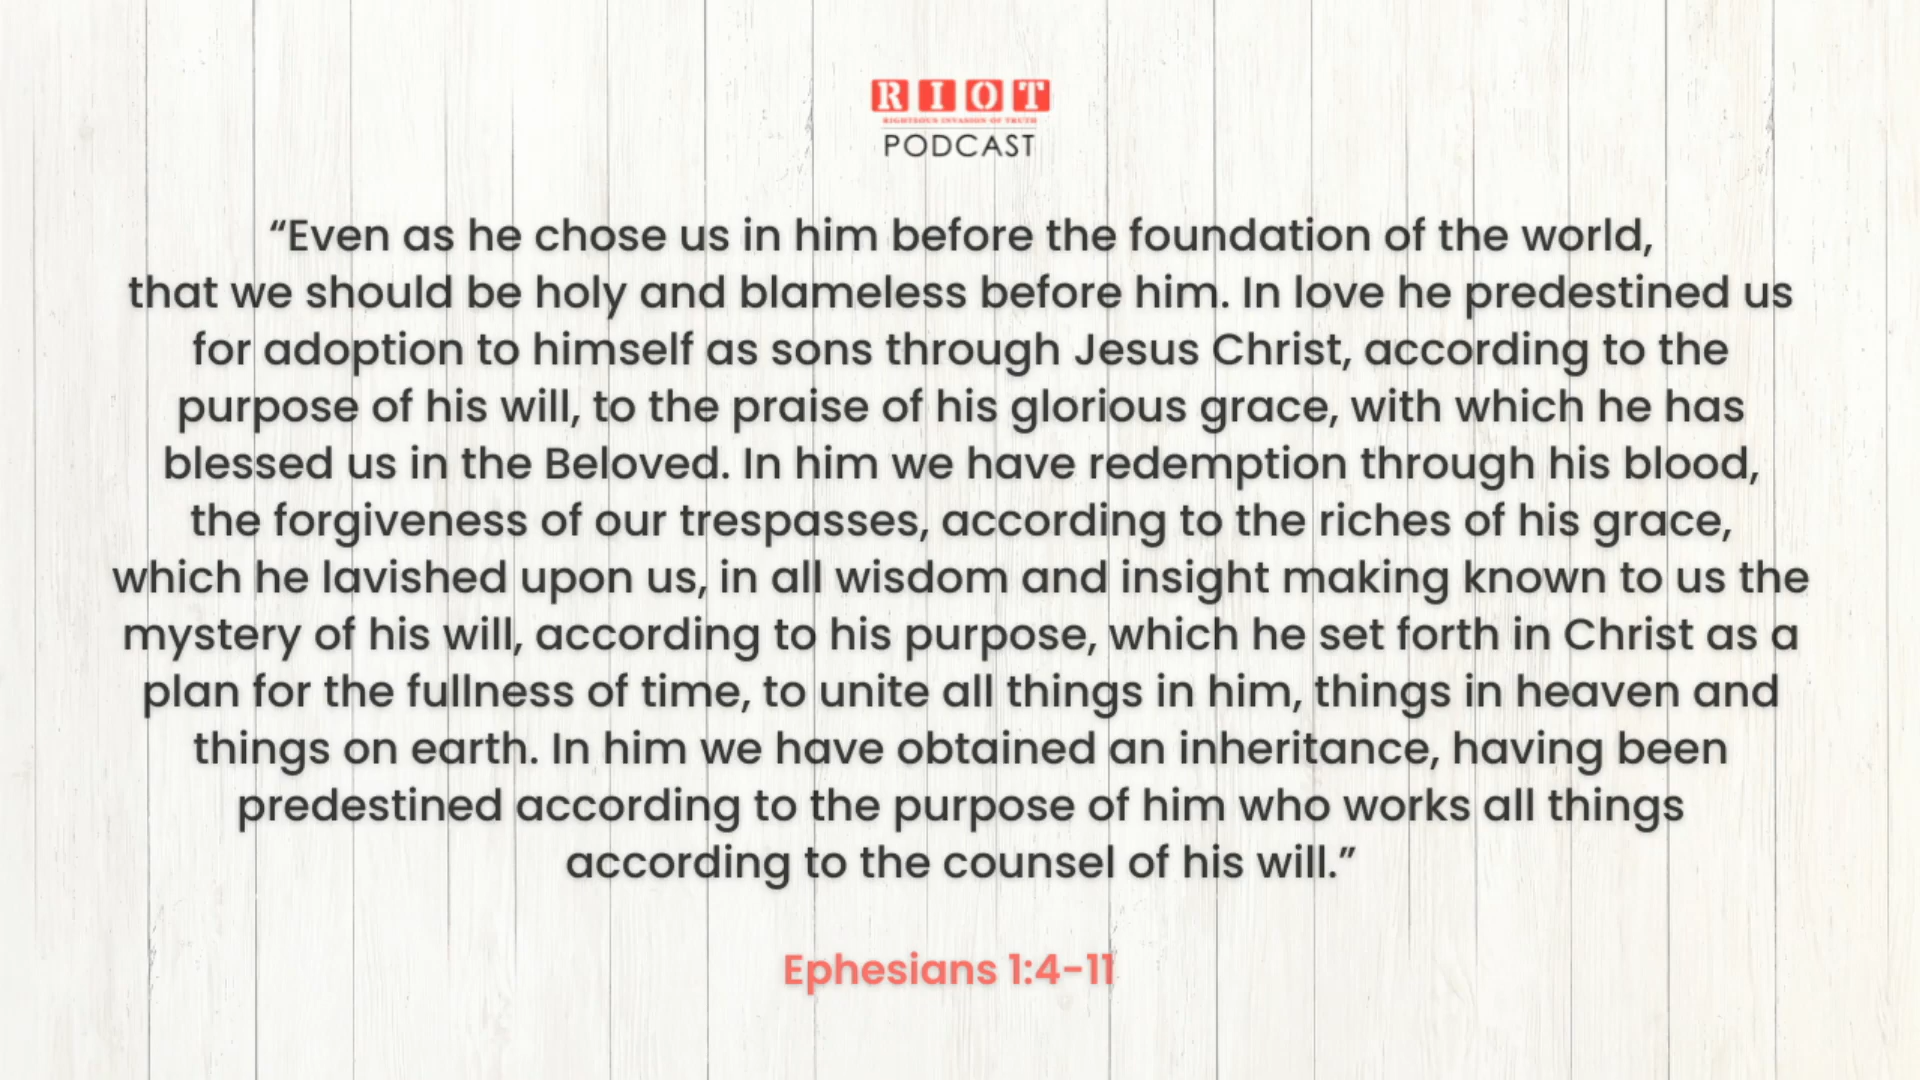 RIOT
RIGHTEOUS INVASION OF TRUTH
PODCAST
“Even as he chose us in him before the foundation of the world,
that we should be holy and blameless before him. In love he predestined us
for adoption to himself as sons through Jesus Christ, according to the
purpose of his will, to the praise of his glorious grace, with which he has
blessed us in the Beloved. In him we have redemption through his blood,
the forgiveness of our trespasses, according to the riches of his grace,
which he lavished upon us, in all wisdom and insight making known to us the
mystery of his will, according to his purpose, which he set forth in Christ as a
plan for the fullness of time, to unite all things in him, things in heaven and
things on earth. In him we have obtained an inheritance, having been
predestined according to the purpose of him who works all things
according to the counsel of his will.”
Ephesians 1:4-11